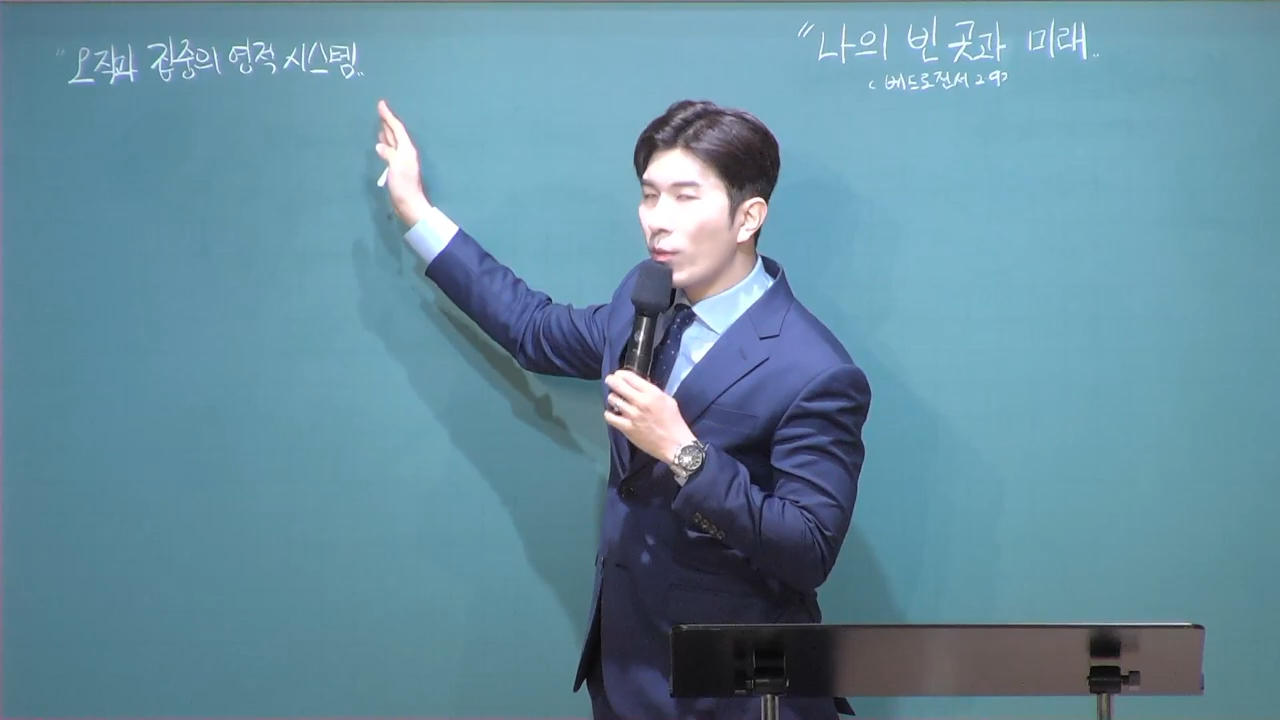 "오직과 집중의 영적 시스템"
"나의 빈 곳과 미래"
<베드로전서 2:9>